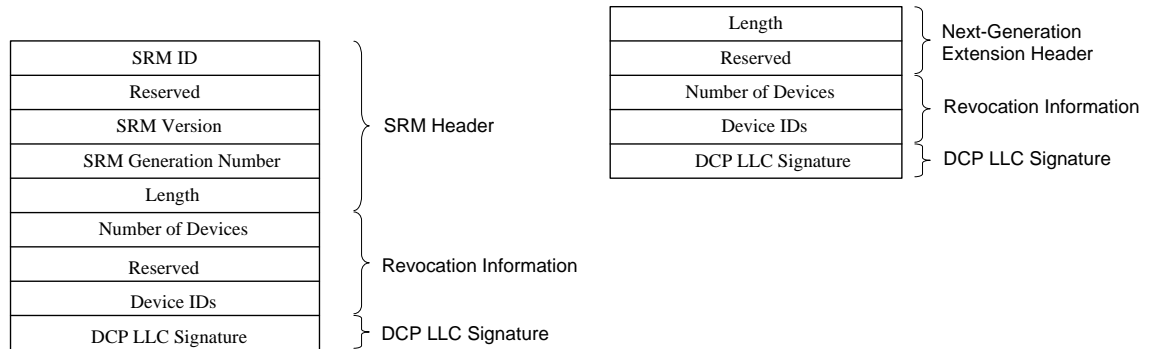 SRM ID
Reserved
SRM Version
SRM Generation Number
Length
SRM Header
Number of Devices
Reserved
Device IDs
Revocation Information
DCP LLC Signature
DCP LLC Signature
Length
Reserved
Next-Generation
Extension Header
Number of Devices
Device IDs
Revocation Information
DCP LLC Signature
DCP LLC Signature